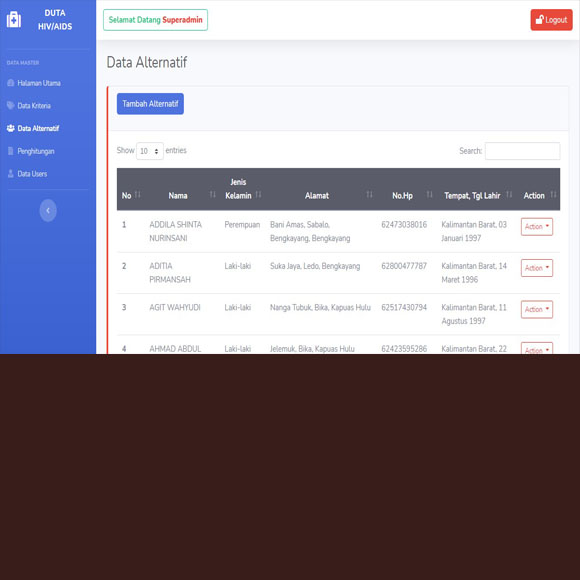 DUTA
HIV/AIDS
Selamat Datang Superadmin
Logout
DATA MASTER
Halaman Utama
Data Kriteria
Data Alternatif
Penghitungan
Data Users
Data Alternatif
Tambah Alternatif
Show 10 entries
Search:
No Nama Jenis Kelamin Alamat No.Hp Tempat, Tgl Lahir Action
1 ADDILA SHINTA Perempuan Bani Amas, Sabalo, 62473038016 Kalimantan Barat, 03 Action
NURINSANI Bengkayang, Bengkayang Januari 1997
2 ADITIA Laki-laki Suka Jaya, Ledo, Bengkayang 62800477787 Kalimantan Barat, 14 Action
PIRMANSAH Maret 1996
3 AGIT WAHYUDI Laki-laki Nanga Tubuk, Bika, Kapuas Hulu 62517430794 Kalimantan Barat, 11 Action
Agustus 1997
4 AHMAD ABDUL Laki-laki Jelemuk, Bika, Kapuas Hulu 62423595286 Kalimantan Barat, 22 Action